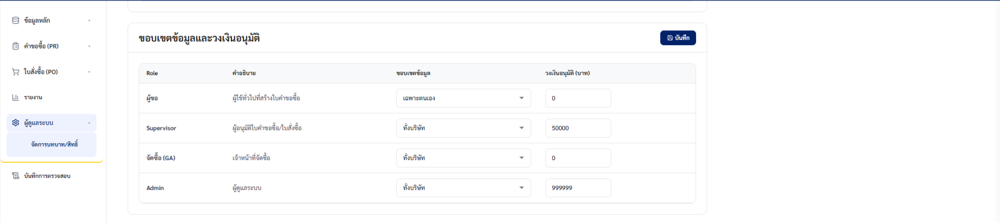 ข้อมูลหลัก
คำขอซื้อ (PR)
ใบสั่งซื้อ (PO)
รายงาน
ผู้ดูแลระบบ
จัดการบทบาท/สิทธิ์
บันทึกการตรวจสอบ
ขอบเขตข้อมูลและวงเงินอนุมัติ
บันทึก
Role คำอธิบาย ขอบเขตข้อมูล วงเงินอนุมัติ (บาท)
ผู้ขอ ผู้ใช้ทั่วไปที่สร้างใบคำขอซื้อ เฉพาะตนเอง 0
Supervisor ผู้อนุมัติใบคำขอซื้อ/ใบสั่งซื้อ ทั้งบริษัท 50000
จัดซื้อ (GA) เจ้าหน้าที่จัดซื้อ ทั้งบริษัท 0
Admin ผู้ดูแลระบบ ทั้งบริษัท 999999